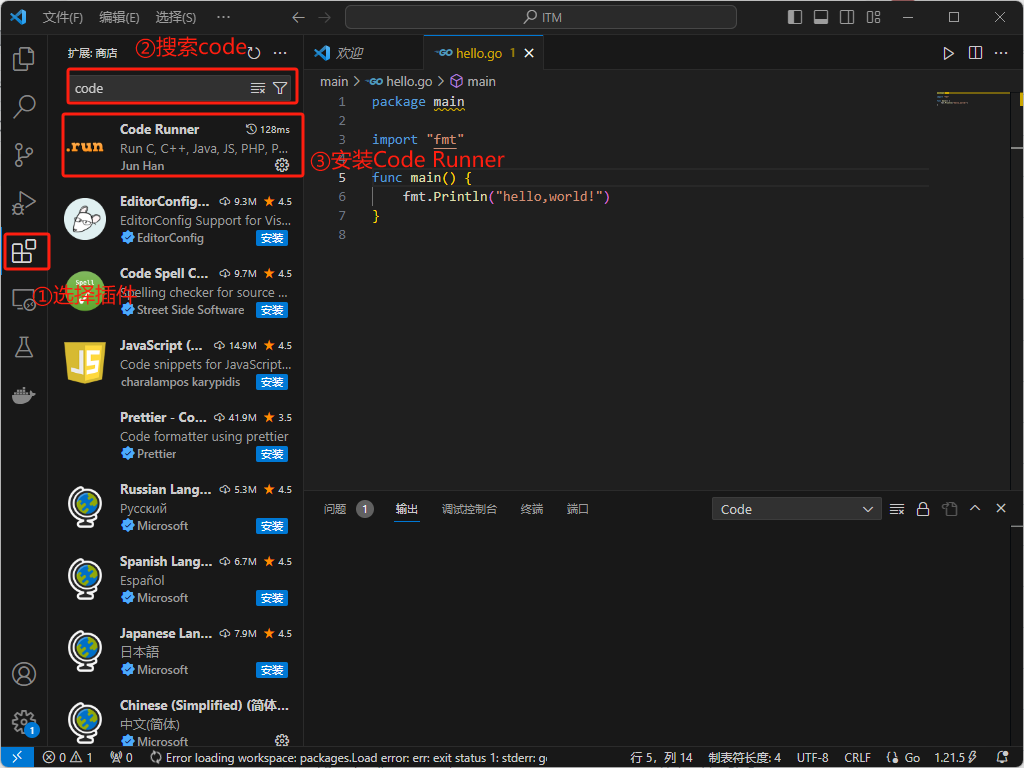 文件(F) 编辑(E) 选择(S) ··· ITM
扩展: 商店 ···
②搜索code
code
Code Runner 128ms
Run C, C++, Java, JS, PHP, P...
Jun Han
EditorConfig... 9.3M 4.5
EditorConfig Support for Vis...
EditorConfig 安装
Code Spell C... 9.7M 4.5
Spelling checker for source ...
Street Side Software 安装
①选择插件
JavaScript (... 14.9M 4.5
Code snippets for JavaScript...
charalampos karypidis 安装
Prettier - Co... 41.9M 3.5
Code formatter using prettier
Prettier 安装
Russian Lang... 5.3M 4.5
Русский
Microsoft 安装
Spanish Lang... 6.7M 4.5
Español
Microsoft 安装
Japanese Lan... 7.9M 4.5
日本語
Microsoft 安装
Chinese (Simplified) (简体...
中文(简体)
Microsoft
.run
Spell
JS
1
欢迎 hello.go 1
main > hello.go > main
1 package main
2
3 import "fmt"
③安装Code Runner
5 func main() {
6 fmt.Println("hello,world!")
7 }
8
问题 1 输出 调试控制台 终端 端口 Code
0 1 0 Error loading workspace: packages.Load error: err: exit status 1: stderr: go 行 5，列 14 制表符长度: 4 UTF-8 CRLF Go 1.21.5